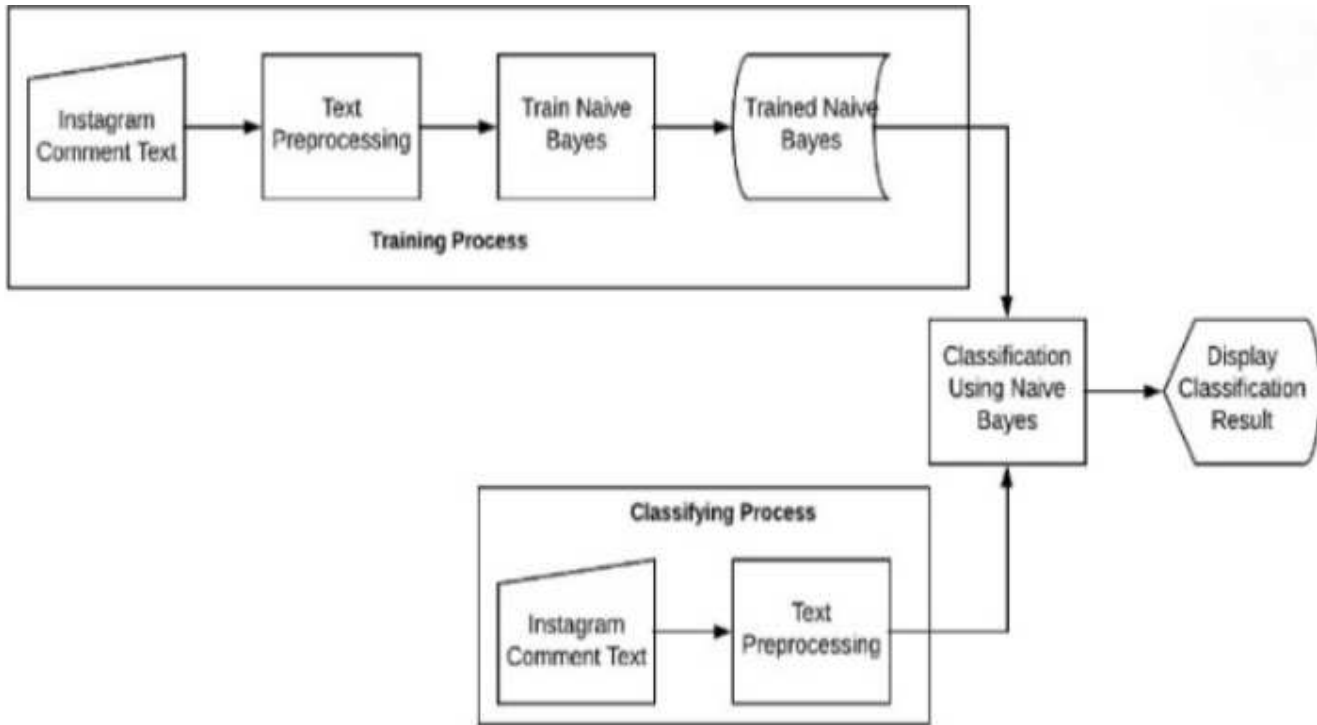 Instagram
Comment Text
Text
Preprocessing
Train Naive
Bayes
Trained Naive
Bayes
Training Process
Classification
Using Naive
Bayes
Display
Classification
Result
Classifying Process
Instagram
Comment Text
Text
Preprocessing